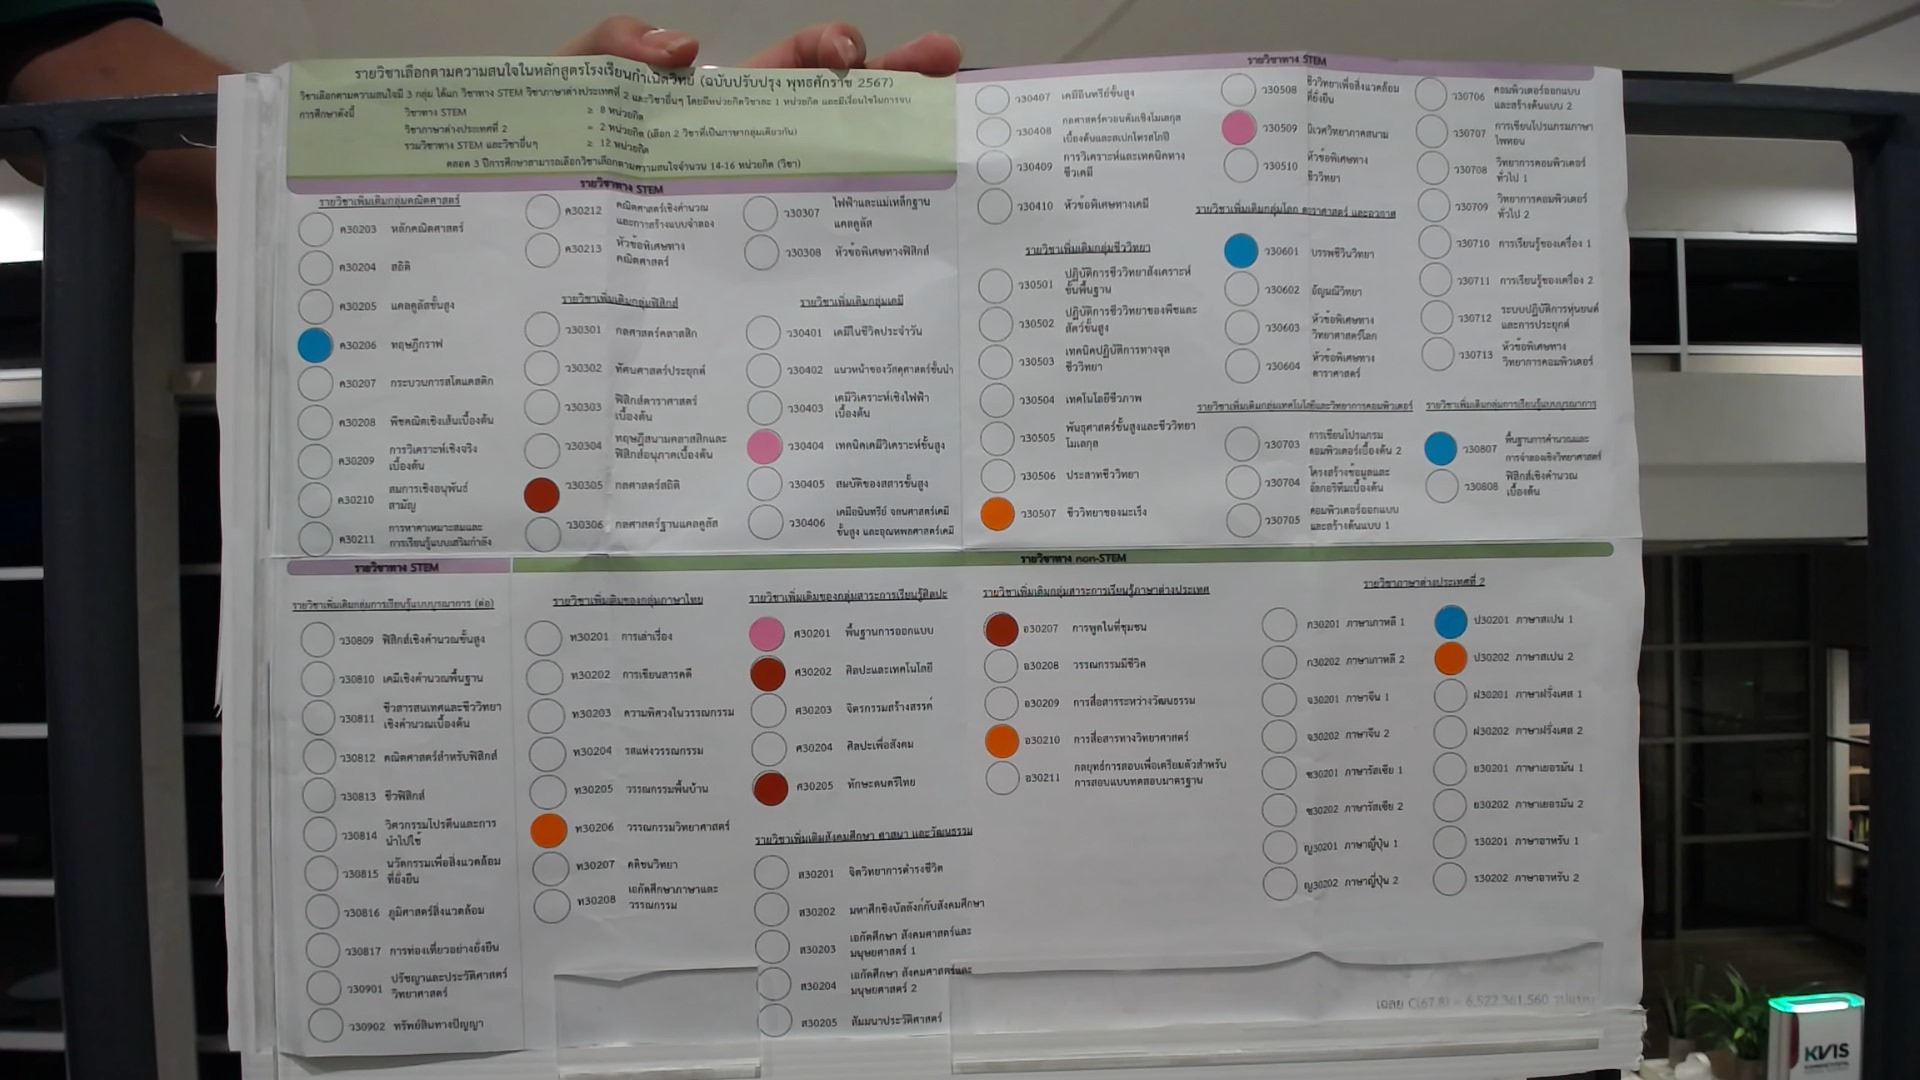 รายวิชาเลือกตามความสนใจในหลักสูตรโรงเรียนกำเนิดวิทย์ (ฉบับปรับปรุง พุทธศักราช 2567)
วิชาเลือกตามความสนใจมี 3 กลุ่ม ได้แก่ วิชาทาง STEM วิชาภาษาต่างประเทศที่ 2 และวิชาอื่นๆ โดยมีหน่วยกิตวิชาละ 1 หน่วยกิต และมีเงื่อนไขในการจบ
การศึกษาดังนี้
วิชาทาง STEM ≥ 8 หน่วยกิต
วิชาภาษาต่างประเทศที่ 2 = 2 หน่วยกิต (เลือก 2 วิชาที่เป็นภาษากลุ่มเดียวกัน)
รวมวิชาทาง STEM และวิชาอื่นๆ ≥ 12 หน่วยกิต
ตลอด 3 ปีการศึกษาสามารถเลือกวิชาเลือกตามความสนใจจำนวน 14-16 หน่วยกิต (วิชา)
รายวิชาทาง STEM
รายวิชาเพิ่มเติมกลุ่มคณิตศาสตร์
ค30203 หลักคณิตศาสตร์
ค30204 สถิติ
ค30205 แคลคูลัสขั้นสูง
ค30206 ทฤษฎีกราฟ
ค30207 กระบวนการสโตแคสติก
ค30208 พีชคณิตเชิงเส้นเบื้องต้น
ค30209 การวิเคราะห์เชิงจริง
เบื้องต้น
ค30210 สมการเชิงอนุพันธ์
สามัญ
ค30211 การหาค่าเหมาะสมและ
การเรียนรู้แบบเสริมกำลัง
ค30212 คณิตศาสตร์เชิงคำนวณ
และการสร้างแบบจำลอง
ค30213 หัวข้อพิเศษทาง
คณิตศาสตร์
รายวิชาเพิ่มเติมกลุ่มฟิสิกส์
ว30301 กลศาสตร์คลาสสิก
ว30302 ทัศนศาสตร์ประยุกต์
ว30303 ฟิสิกส์ดาราศาสตร์
เบื้องต้น
ว30304 ทฤษฎีสนามคลาสสิกและ
ฟิสิกส์อนุภาคเบื้องต้น
ว30305 กลศาสตร์สถิติ
ว30306 กลศาสตร์ฐานแคลคูลัส
ว30307 ไฟฟ้าและแม่เหล็กฐาน
แคลคูลัส
ว30308 หัวข้อพิเศษทางฟิสิกส์
รายวิชาเพิ่มเติมกลุ่มเคมี
ว30401 เคมีในชีวิตประจำวัน
ว30402 แนวหน้าของวัสดุศาสตร์ชั้นนำ
ว30403 เคมีวิเคราะห์เชิงไฟฟ้า
เบื้องต้น
ว30404 เทคนิคเคมีวิเคราะห์ขั้นสูง
ว30405 สมบัติของสสารขั้นสูง
ว30406 เคมีอนินทรีย์ จลนศาสตร์เคมี
ขั้นสูง และอุณหพลศาสตร์เคมี
รายวิชาทาง STEM
ว30407 เคมีอินทรีย์ขั้นสูง
ว30408 กลศาสตร์ควอนตัมเชิงโมเลกุล
เบื้องต้นและสเปกโทรสโกปี
ว30409 การวิเคราะห์และเทคนิคทาง
ชีวเคมี
ว30410 หัวข้อพิเศษทางเคมี
รายวิชาเพิ่มเติมกลุ่มชีววิทยา
ว30501 ปฏิบัติการชีววิทยาสังเคราะห์
ขั้นพื้นฐาน
ว30502 ปฏิบัติการชีววิทยาของพืชและ
สัตว์ขั้นสูง
ว30503 เทคนิคปฏิบัติการทางจุล
ชีววิทยา
ว30504 เทคโนโลยีชีวภาพ
ว30505 พันธุศาสตร์ขั้นสูงและชีววิทยา
โมเลกุล
ว30506 ประสาทชีววิทยา
ว30507 ชีววิทยาของมะเร็ง
ว30508 ชีววิทยาเพื่อสิ่งแวดล้อม
ที่ยั่งยืน
ว30509 นิเวศวิทยาภาคสนาม
ว30510 หัวข้อพิเศษทาง
ชีววิทยา
รายวิชาเพิ่มเติมกลุ่มโลก ดาราศาสตร์ และอวกาศ
ว30601 บรรพชีวินวิทยา
ว30602 อัญมณีวิทยา
ว30603 หัวข้อพิเศษทาง
วิทยาศาสตร์โลก
ว30604 หัวข้อพิเศษทาง
ดาราศาสตร์
รายวิชาเพิ่มเติมกลุ่มเทคโนโลยีและวิทยาการคอมพิวเตอร์
ว30703 การเขียนโปรแกรม
คอมพิวเตอร์เบื้องต้น 2
ว30704 โครงสร้างข้อมูลและ
อัลกอริทึมเบื้องต้น
ว30705 คอมพิวเตอร์ออกแบบ
และสร้างต้นแบบ 1
ว30706 คอมพิวเตอร์ออกแบบ
และสร้างต้นแบบ 2
ว30707 การเขียนโปรแกรมภาษา
ไพทอน
ว30708 วิทยาการคอมพิวเตอร์
ทั่วไป 1
ว30709 วิทยาการคอมพิวเตอร์
ทั่วไป 2
ว30710 การเรียนรู้ของเครื่อง 1
ว30711 การเรียนรู้ของเครื่อง 2
ว30712 ระบบปฏิบัติการหุ่นยนต์
และการประยุกต์
ว30713 หัวข้อพิเศษทาง
วิทยาการคอมพิวเตอร์
รายวิชาเพิ่มเติมกลุ่มการเรียนรู้แบบบูรณาการ
ว30807 พื้นฐานการคำนวณและ
การจำลองเชิงวิทยาศาสตร์
ว30808 ฟิสิกส์เชิงคำนวณ
เบื้องต้น
รายวิชาทาง STEM
รายวิชาเพิ่มเติมกลุ่มการเรียนรู้แบบบูรณาการ (ต่อ)
ว30809 ฟิสิกส์เชิงคำนวณขั้นสูง
ว30810 เคมีเชิงคำนวณพื้นฐาน
ว30811 ชีวสารสนเทศและชีววิทยา
เชิงคำนวณเบื้องต้น
ว30812 คณิตศาสตร์สำหรับฟิสิกส์
ว30813 ชีวฟิสิกส์
ว30814 วิศวกรรมโปรตีนและการ
นำไปใช้
ว30815 นวัตกรรมเพื่อสิ่งแวดล้อม
ที่ยั่งยืน
ว30816 ภูมิศาสตร์สิ่งแวดล้อม
ว30817 การท่องเที่ยวอย่างยั่งยืน
ว30901 ปรัชญาและประวัติศาสตร์
วิทยาศาสตร์
ว30902 ทรัพย์สินทางปัญญา
รายวิชาทาง non-STEM
รายวิชาเพิ่มเติมของกลุ่มภาษาไทย
ท30201 การเล่าเรื่อง
ท30202 การเขียนสารคดี
ท30203 ความพิศวงในวรรณกรรม
ท30204 รสแห่งวรรณกรรม
ท30205 วรรณกรรมพื้นบ้าน
ท30206 วรรณกรรมวิทยาศาสตร์
ท30207 คติชนวิทยา
ท30208 เอกัตศึกษาภาษาและ
วรรณกรรม
รายวิชาเพิ่มเติมของกลุ่มสาระการเรียนรู้ศิลปะ
ศ30201 พื้นฐานการออกแบบ
ศ30202 ศิลปะและเทคโนโลยี
ศ30203 จิตรกรรมสร้างสรรค์
ศ30204 ศิลปะเพื่อสังคม
ศ30205 ทักษะดนตรีไทย
รายวิชาเพิ่มเติมสังคมศึกษา ศาสนา และวัฒนธรรม
ส30201 จิตวิทยาการดำรงชีวิต
ส30202 มหาศึกชิงบัลลังก์กับสังคมศึกษา
ส30203 เอกัตศึกษา สังคมศาสตร์และ
มนุษยศาสตร์ 1
ส30204 เอกัตศึกษา สังคมศาสตร์และ
มนุษยศาสตร์ 2
ส30205 สัมมนาประวัติศาสตร์
รายวิชาเพิ่มเติมกลุ่มสาระการเรียนรู้ภาษาต่างประเทศ
อ30207 การพูดในที่ชุมชน
อ30208 วรรณกรรมมีชีวิต
อ30209 การสื่อสารระหว่างวัฒนธรรม
อ30210 การสื่อสารทางวิทยาศาสตร์
อ30211 กลยุทธ์การสอบเพื่อเตรียมตัวสำหรับ
การสอบแบบทดสอบมาตรฐาน
รายวิชาภาษาต่างประเทศที่ 2
ก30201 ภาษาเกาหลี 1
ก30202 ภาษาเกาหลี 2
จ30201 ภาษาจีน 1
จ30202 ภาษาจีน 2
ซ30201 ภาษารัสเซีย 1
ซ30202 ภาษารัสเซีย 2
ญ30201 ภาษาญี่ปุ่น 1
ญ30202 ภาษาญี่ปุ่น 2
ป30201 ภาษาสเปน 1
ป30202 ภาษาสเปน 2
ฝ30201 ภาษาฝรั่งเศส 1
ฝ30202 ภาษาฝรั่งเศส 2
ย30201 ภาษาเยอรมัน 1
ย30202 ภาษาเยอรมัน 2
ร30201 ภาษาอาหรับ 1
ร30202 ภาษาอาหรับ 2
เฉลย C(67,8) = 6,522,361,560 รูปแบบ
KVIS